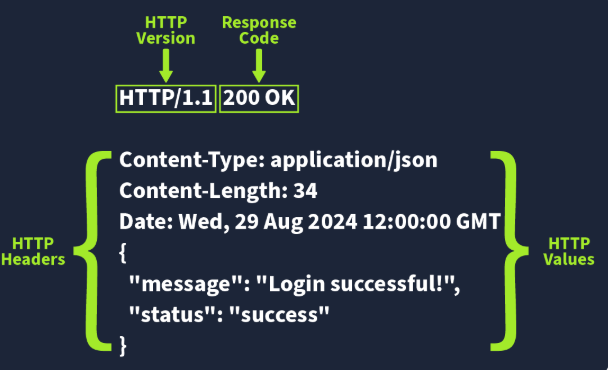 HTTP Version
Response Code
HTTP/1.1 200 OK
Content-Type: application/json
Content-Length: 34
Date: Wed, 29 Aug 2024 12:00:00 GMT
{
"message": "Login successful!",
"status": "success"
}
HTTP Headers
HTTP Values